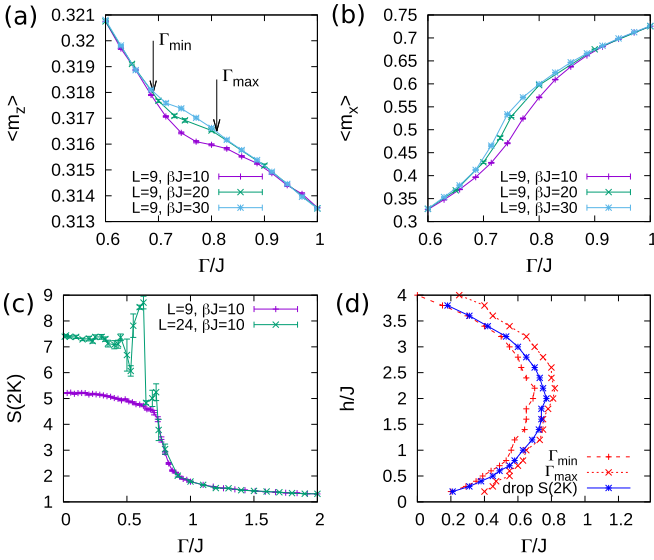 (a)
0.321
0.32
0.319
0.318
0.317
0.316
0.315
0.314
0.313
<m_z>
Γ_min
Γ_max
L=9, βJ=10
L=9, βJ=20
L=9, βJ=30
0.6 0.7 0.8 0.9 1
Γ/J
(b)
0.75
0.7
0.65
0.6
0.55
0.5
0.45
0.4
0.35
0.3
<m_x>
L=9, βJ=10
L=9, βJ=20
L=9, βJ=30
0.6 0.7 0.8 0.9 1
Γ/J
(c)
9
8
7
6
5
4
3
2
1
S(2K)
L=9, βJ=10
L=24, βJ=10
0 0.5 1 1.5 2
Γ/J
(d)
4
3.5
3
2.5
2
1.5
1
0.5
0
h/J
Γ_min
Γ_max
drop S(2K)
0 0.2 0.4 0.6 0.8 1 1.2
Γ/J